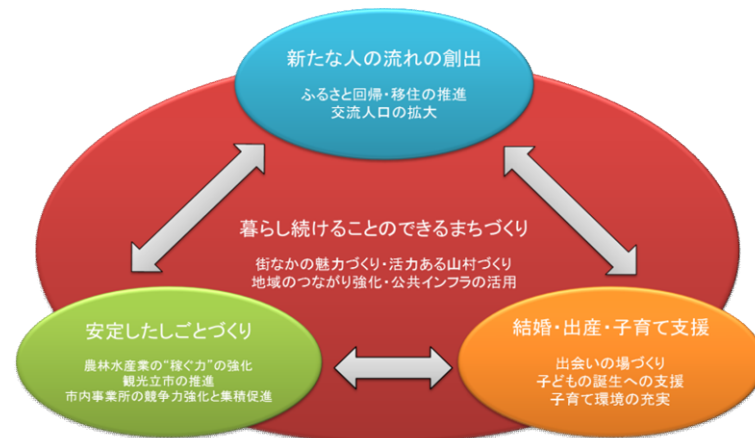 新たな人の流れの創出
ふるさと回帰・移住の推進
交流人口の拡大
暮らし続けることのできるまちづくり
街なかの魅力づくり・活力ある山村づくり
地域のつながり強化・公共インフラの活用
安定したしごとづくり
農林水産業の“稼ぐ力”の強化
観光立市の推進
市内事業所の競争力強化と集積促進
結婚・出産・子育て支援
出会いの場づくり
子どもの誕生への支援
子育て環境の充実